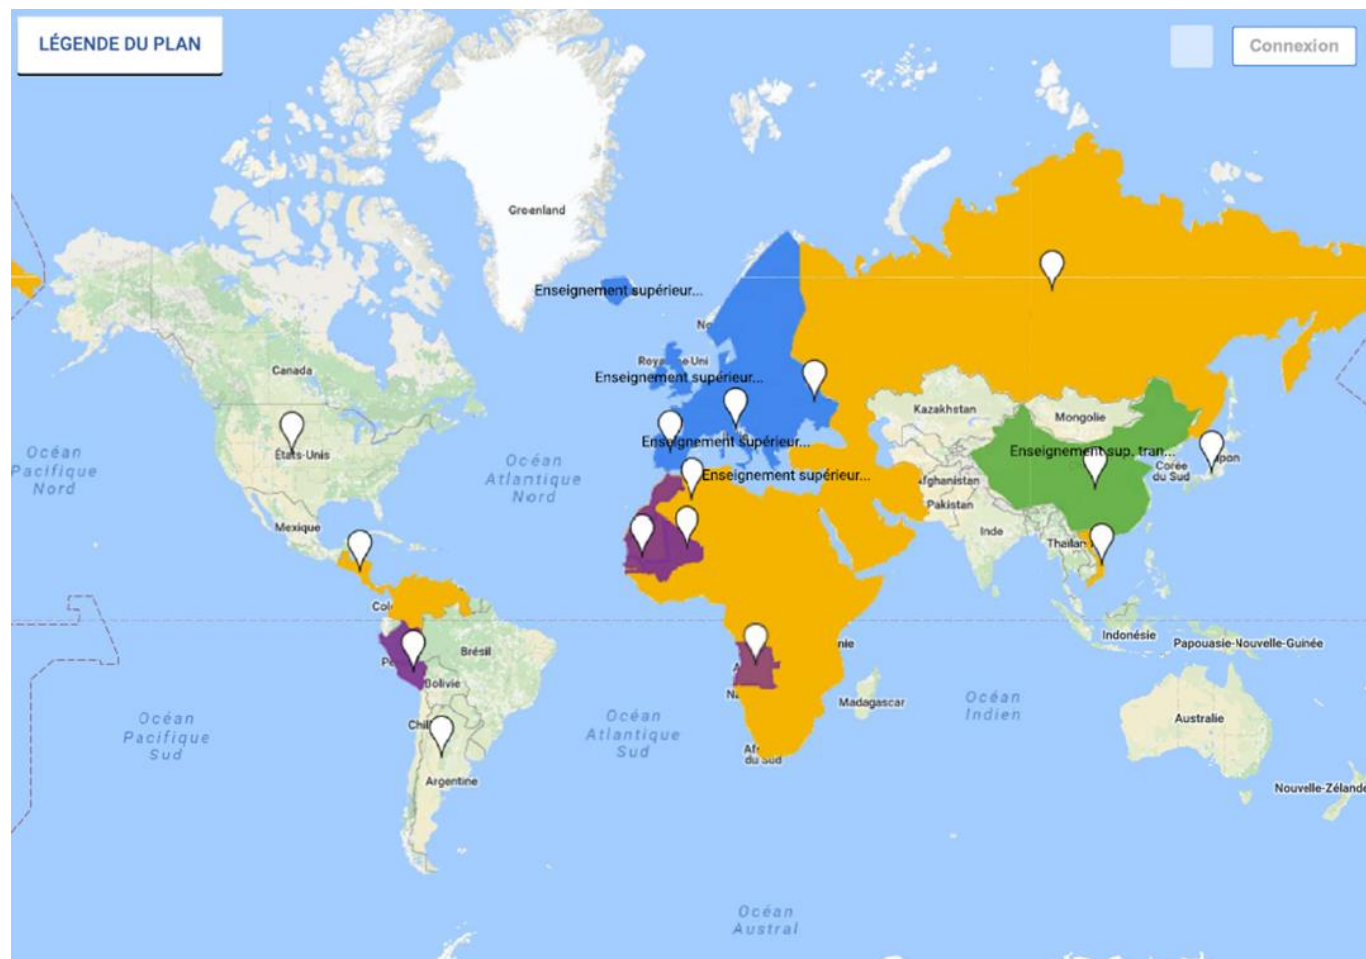 LÉGENDE DU PLAN
Connexion
Greenland
Enseignement supérieur...
Enseignement supérieur...
Canada
Kazakhstan
Mongolie
Océan
Pacifique
Nord
États-Unis
Océan
Atlantique
Nord
Enseignement supérieur...
Enseignement supérieur...
Enseignement sup. tran...
Corée
du Sud
Afghanistan
Pakistan
Mexique
Inde
Brésil
Bolivie
Indonésie
Papouasie-Nouvelle-Guinée
Madagascar
Océan
Indien
Océan
Pacifique
Sud
Océan
Atlantique
Sud
Australie
du Sud
Argentine
Nouvelle-Zélande
Océan
Austral